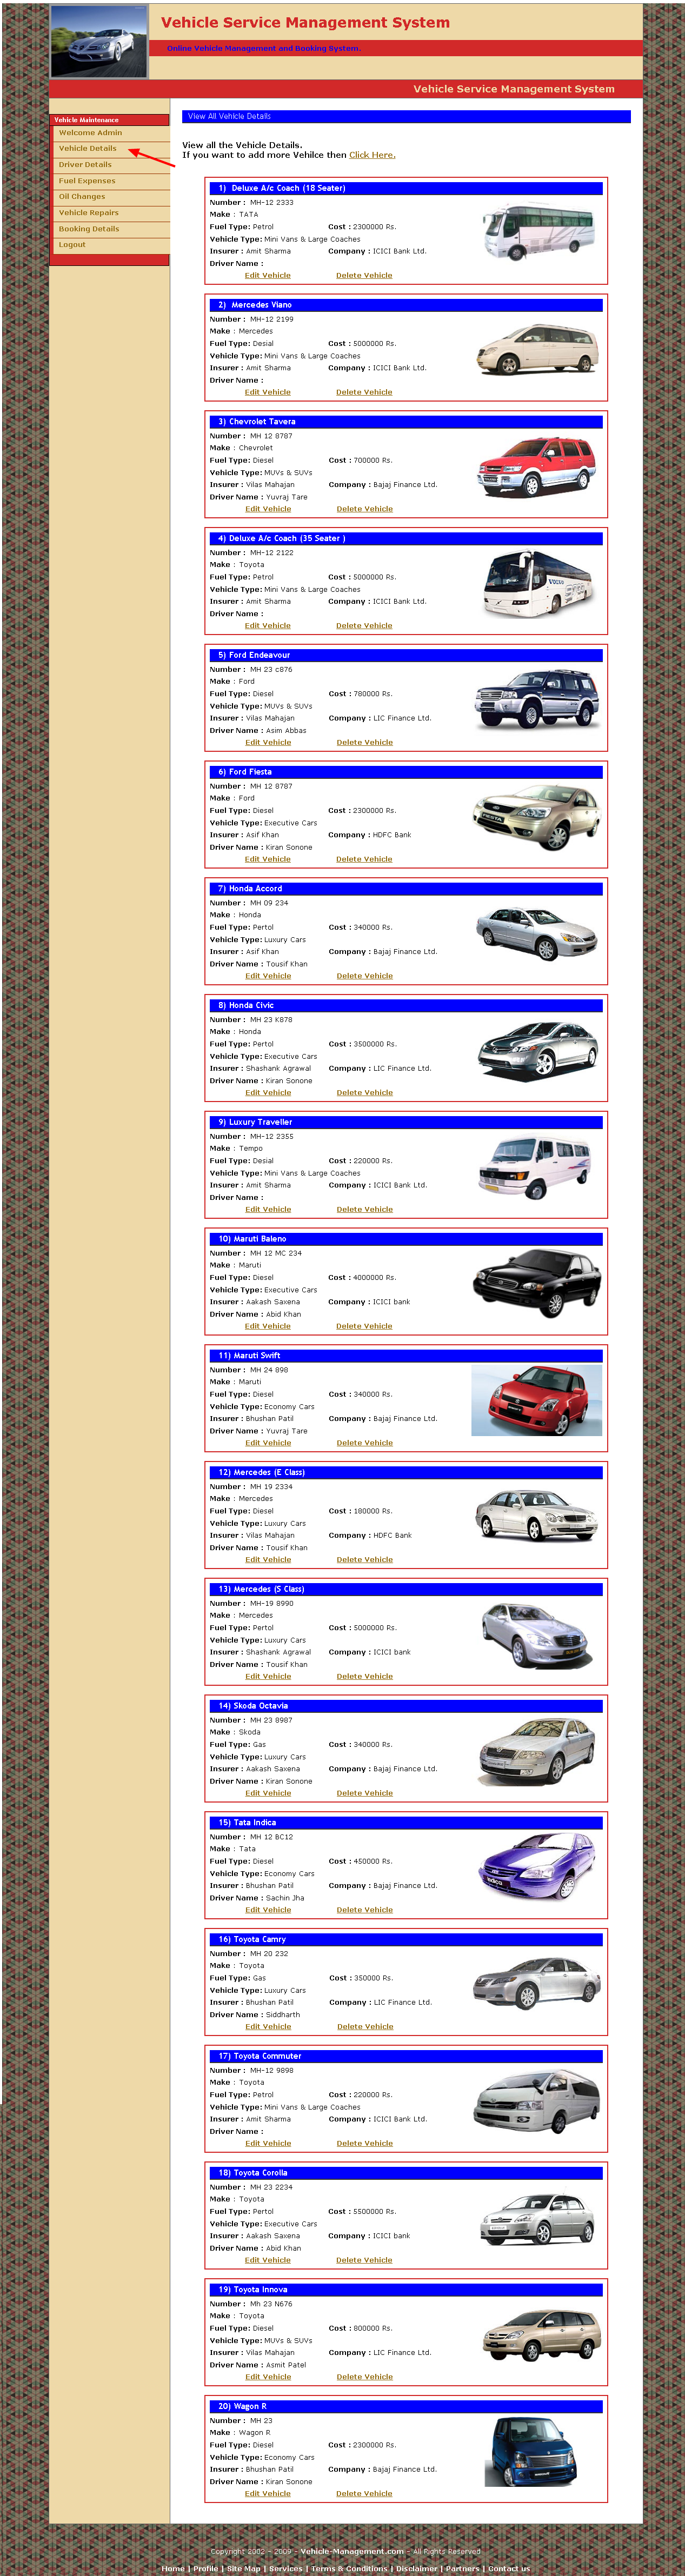 Vehicle Service Management System
Online Vehicle Management and Booking System.
Vehicle Service Management System
Vehicle Maintenance
Welcome Admin
Vehicle Details
Driver Details
Fuel Expenses
Oil Changes
Vehicle Repairs
Booking Details
Logout
View All Vehicle Details
View all the Vehicle Details.
If you want to add more Vehilce then Click Here.
1) Deluxe A/c Coach (18 Seater)
Number : MH-12 2333
Make : TATA
Fuel Type: Petrol Cost : 2300000 Rs.
Vehicle Type: Mini Vans & Large Coaches
Insurer : Amit Sharma Company : ICICI Bank Ltd.
Driver Name :
Edit Vehicle Delete Vehicle
2) Mercedes Viano
Number : MH-12 2199
Make : Mercedes
Fuel Type: Desial Cost : 5000000 Rs.
Vehicle Type: Mini Vans & Large Coaches
Insurer : Amit Sharma Company : ICICI Bank Ltd.
Driver Name :
Edit Vehicle Delete Vehicle
3) Chevrolet Tavera
Number : MH 12 8787
Make : Chevrolet
Fuel Type: Diesel Cost : 700000 Rs.
Vehicle Type: MUVs & SUVs
Insurer : Vilas Mahajan Company : Bajaj Finance Ltd.
Driver Name : Yuvraj Tare
Edit Vehicle Delete Vehicle
4) Deluxe A/c Coach (35 Seater )
Number : MH-12 2122
Make : Toyota
Fuel Type: Petrol Cost : 5000000 Rs.
Vehicle Type: Mini Vans & Large Coaches
Insurer : Amit Sharma Company : ICICI Bank Ltd.
Driver Name :
Edit Vehicle Delete Vehicle
5) Ford Endeavour
Number : MH 23 c876
Make : Ford
Fuel Type: Diesel Cost : 780000 Rs.
Vehicle Type: MUVs & SUVs
Insurer : Vilas Mahajan Company : LIC Finance Ltd.
Driver Name : Asim Abbas
Edit Vehicle Delete Vehicle
6) Ford Fiesta
Number : MH 12 8787
Make : Ford
Fuel Type: Diesel Cost : 2300000 Rs.
Vehicle Type: Executive Cars
Insurer : Asif Khan Company : HDFC Bank
Driver Name : Kiran Sonone
Edit Vehicle Delete Vehicle
7) Honda Accord
Number : MH 09 234
Make : Honda
Fuel Type: Pertol Cost : 340000 Rs.
Vehicle Type: Luxury Cars
Insurer : Asif Khan Company : Bajaj Finance Ltd.
Driver Name : Tousif Khan
Edit Vehicle Delete Vehicle
8) Honda Civic
Number : MH 23 K878
Make : Honda
Fuel Type: Pertol Cost : 3500000 Rs.
Vehicle Type: Executive Cars
Insurer : Shashank Agrawal Company : LIC Finance Ltd.
Driver Name : Kiran Sonone
Edit Vehicle Delete Vehicle
9) Luxury Traveller
Number : MH-12 2355
Make : Tempo
Fuel Type: Desial Cost : 220000 Rs.
Vehicle Type: Mini Vans & Large Coaches
Insurer : Amit Sharma Company : ICICI Bank Ltd.
Driver Name :
Edit Vehicle Delete Vehicle
10) Maruti Baleno
Number : MH 12 MC 234
Make : Maruti
Fuel Type: Diesel Cost : 4000000 Rs.
Vehicle Type: Executive Cars
Insurer : Aakash Saxena Company : ICICI bank
Driver Name : Abid Khan
Edit Vehicle Delete Vehicle
11) Maruti Swift
Number : MH 24 898
Make : Maruti
Fuel Type: Diesel Cost : 340000 Rs.
Vehicle Type: Economy Cars
Insurer : Bhushan Patil Company : Bajaj Finance Ltd.
Driver Name : Yuvraj Tare
Edit Vehicle Delete Vehicle
12) Mercedes (E Class)
Number : MH 19 2334
Make : Mercedes
Fuel Type: Diesel Cost : 180000 Rs.
Vehicle Type: Luxury Cars
Insurer : Vilas Mahajan Company : HDFC Bank
Driver Name : Tousif Khan
Edit Vehicle Delete Vehicle
13) Mercedes (S Class)
Number : MH-19 8990
Make : Mercedes
Fuel Type: Pertol Cost : 5000000 Rs.
Vehicle Type: Luxury Cars
Insurer : Shashank Agrawal Company : ICICI bank
Driver Name : Tousif Khan
Edit Vehicle Delete Vehicle
14) Skoda Octavia
Number : MH 23 8987
Make : Skoda
Fuel Type: Gas Cost : 340000 Rs.
Vehicle Type: Luxury Cars
Insurer : Aakash Saxena Company : Bajaj Finance Ltd.
Driver Name : Kiran Sonone
Edit Vehicle Delete Vehicle
15) Tata Indica
Number : MH 12 BC12
Make : Tata
Fuel Type: Diesel Cost : 450000 Rs.
Vehicle Type: Economy Cars
Insurer : Bhushan Patil Company : Bajaj Finance Ltd.
Driver Name : Sachin Jha
Edit Vehicle Delete Vehicle
16) Toyota Camry
Number : MH 20 232
Make : Toyota
Fuel Type: Gas Cost : 350000 Rs.
Vehicle Type: Luxury Cars
Insurer : Bhushan Patil Company : LIC Finance Ltd.
Driver Name : Siddharth
Edit Vehicle Delete Vehicle
17) Toyota Commuter
Number : MH-12 9898
Make : Toyota
Fuel Type: Petrol Cost : 220000 Rs.
Vehicle Type: Mini Vans & Large Coaches
Insurer : Amit Sharma Company : ICICI Bank Ltd.
Driver Name :
Edit Vehicle Delete Vehicle
18) Toyota Corolla
Number : MH 23 2234
Make : Toyota
Fuel Type: Pertol Cost : 5500000 Rs.
Vehicle Type: Executive Cars
Insurer : Aakash Saxena Company : ICICI bank
Driver Name : Abid Khan
Edit Vehicle Delete Vehicle
19) Toyota Innova
Number : Mh 23 N676
Make : Toyota
Fuel Type: Diesel Cost : 800000 Rs.
Vehicle Type: MUVs & SUVs
Insurer : Vilas Mahajan Company : LIC Finance Ltd.
Driver Name : Asmit Patel
Edit Vehicle Delete Vehicle
20) Wagon R
Number : MH 23
Make : Wagon R
Fuel Type: Diesel Cost : 2300000 Rs.
Vehicle Type: Economy Cars
Insurer : Bhushan Patil Company : Bajaj Finance Ltd.
Driver Name : Kiran Sonone
Edit Vehicle Delete Vehicle
Copyright 2002 - 2009 - Vehicle-Management.com - All Rights Reserved
Home | Profile | Site Map | Services | Terms & Conditions | Disclaimer | Partners | Contact us